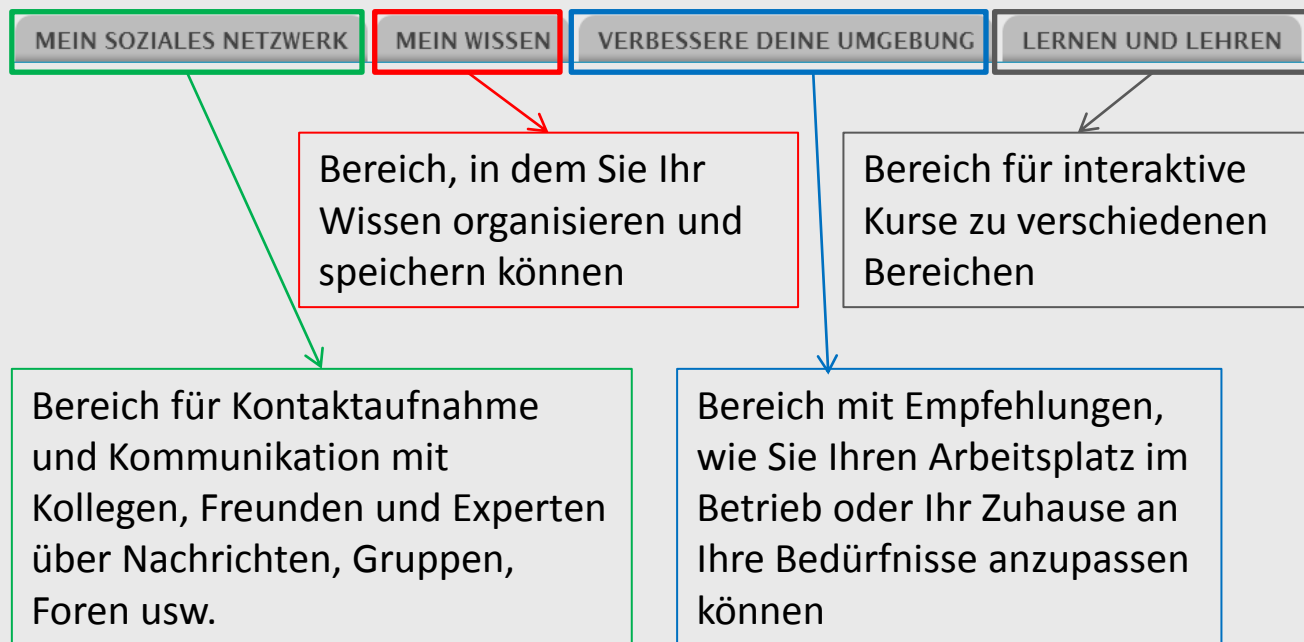 MEIN SOZIALES NETZWERK MEIN WISSEN VERBESSERE DEINE UMGEBUNG LERNEN UND LEHREN
Bereich, in dem Sie Ihr
Wissen organisieren und
speichern können
Bereich für interaktive
Kurse zu verschiedenen
Bereichen
Bereich für Kontaktaufnahme
und Kommunikation mit
Kollegen, Freunden und Experten
über Nachrichten, Gruppen,
Foren usw.
Bereich mit Empfehlungen,
wie Sie Ihren Arbeitsplatz im
Betrieb oder Ihr Zuhause an
Ihre Bedürfnisse anzupassen
können